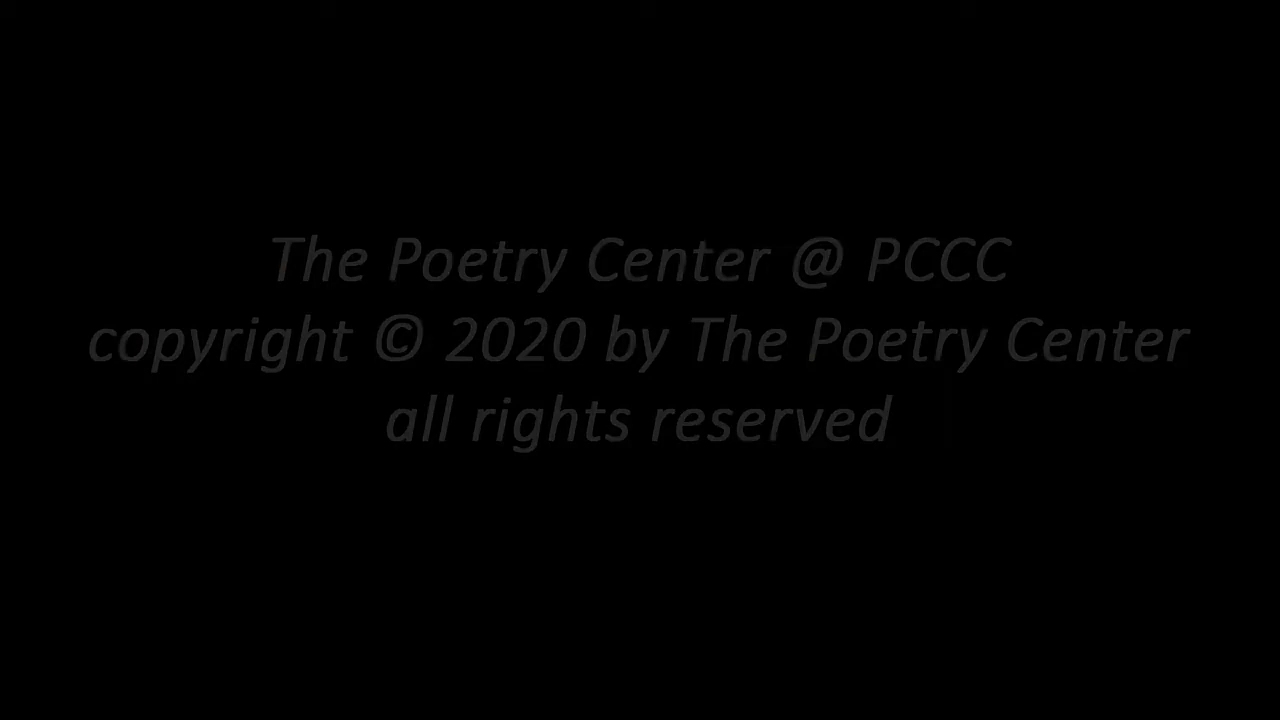 The Poetry Center @ PCCC
copyright © 2020 by The Poetry Center
all rights reserved